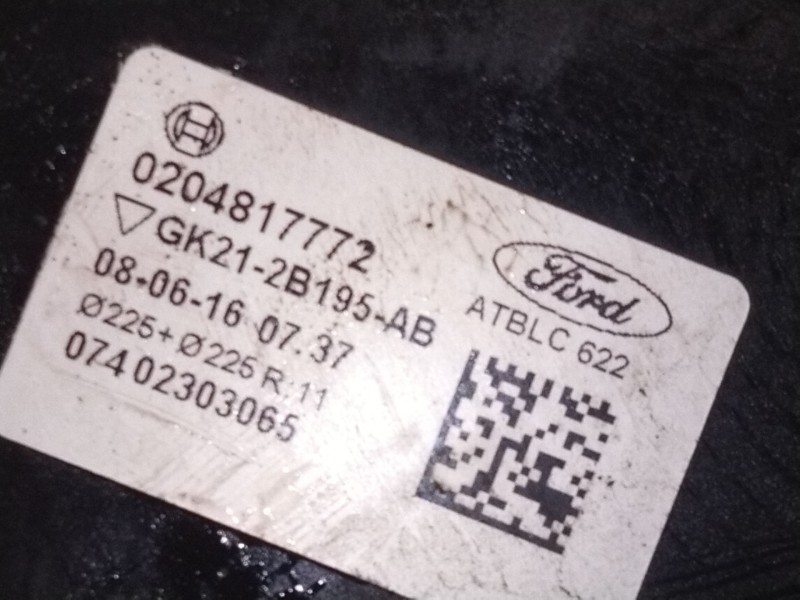 0204817772
▽GK21-2B195-AB
08-06-16 07.37
Ø225+Ø225 R:11
074 02303065
Ford
ATBLC 622